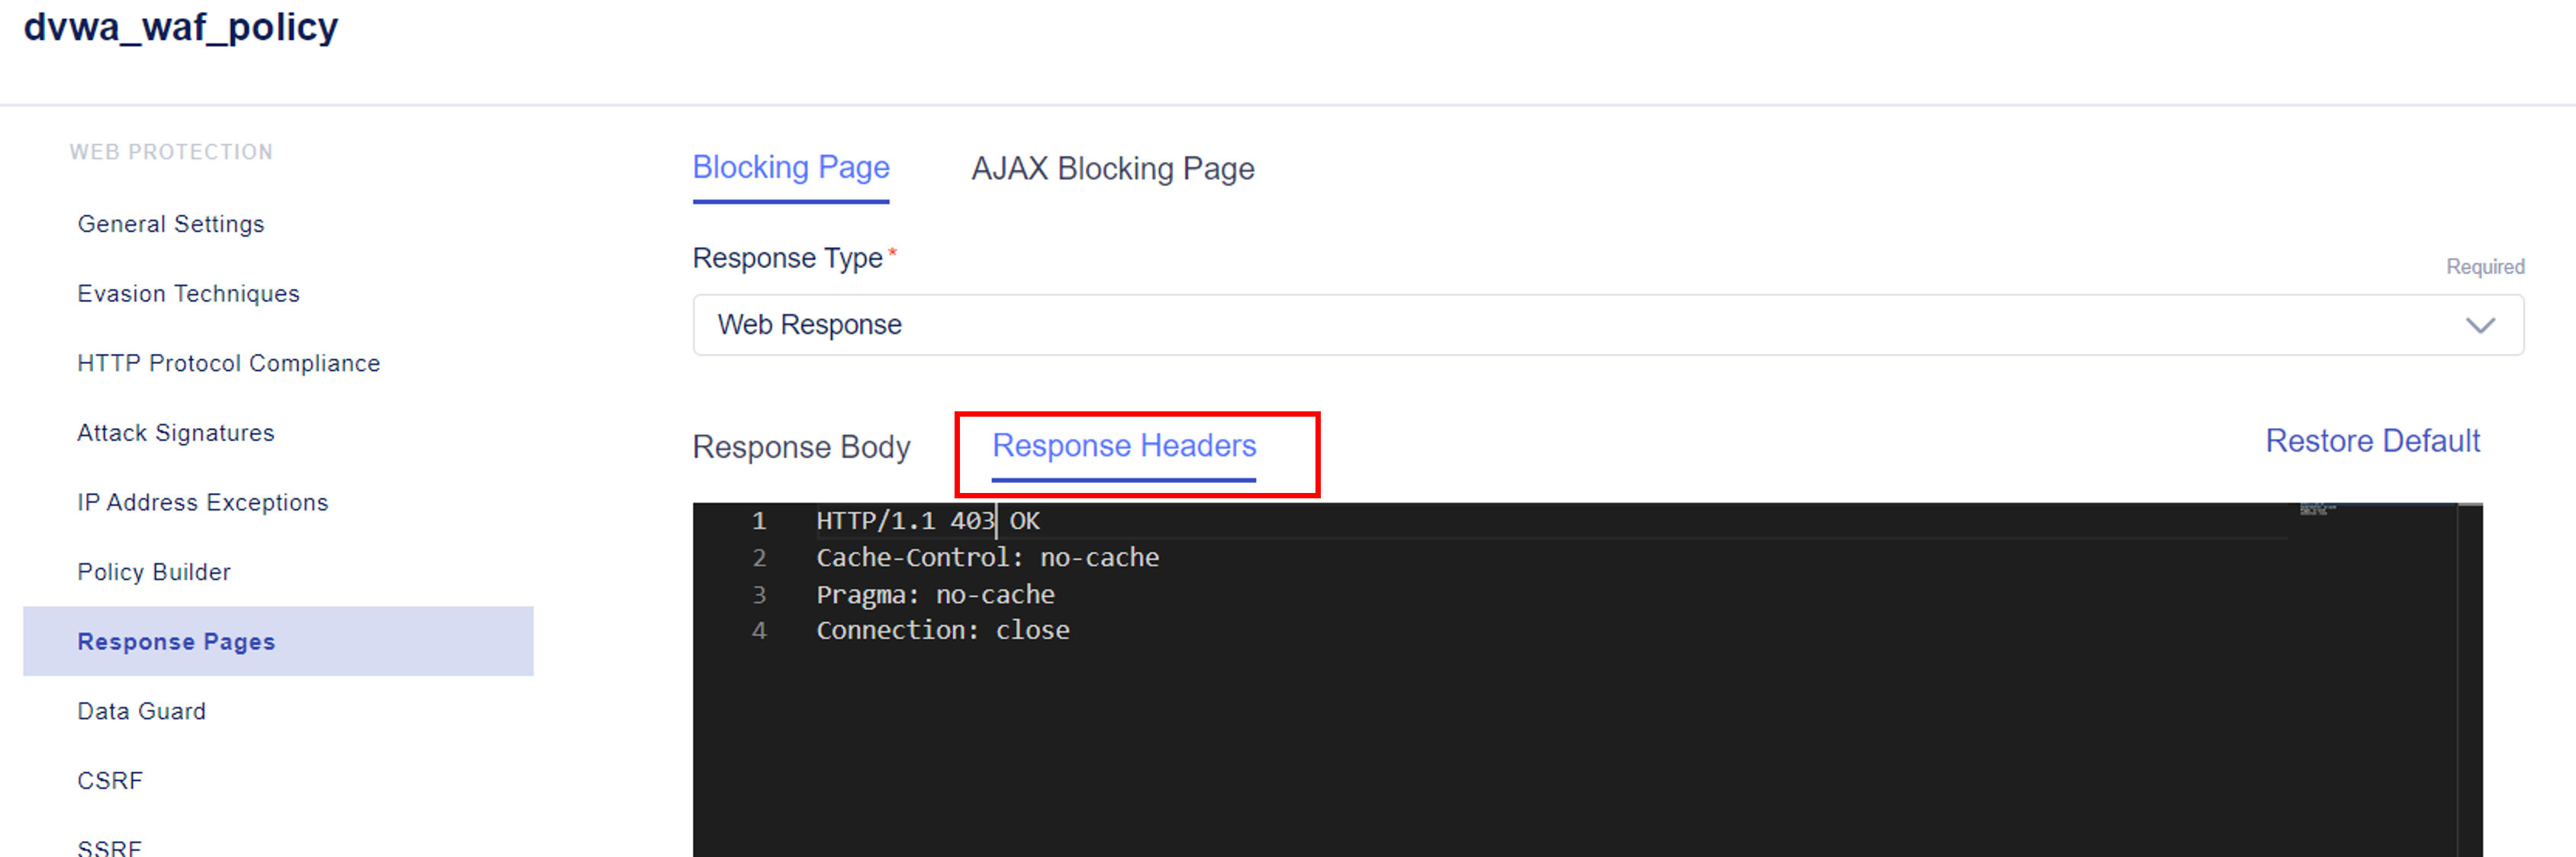 dvwa_waf_policy
WEB PROTECTION
General Settings
Evasion Techniques
HTTP Protocol Compliance
Attack Signatures
IP Address Exceptions
Policy Builder
Response Pages
Data Guard
CSRF
SSRF
Blocking Page
AJAX Blocking Page
Response Type*
Required
Web Response
Response Body
Response Headers
Restore Default
1 HTTP/1.1 403 OK
2 Cache-Control: no-cache
3 Pragma: no-cache
4 Connection: close